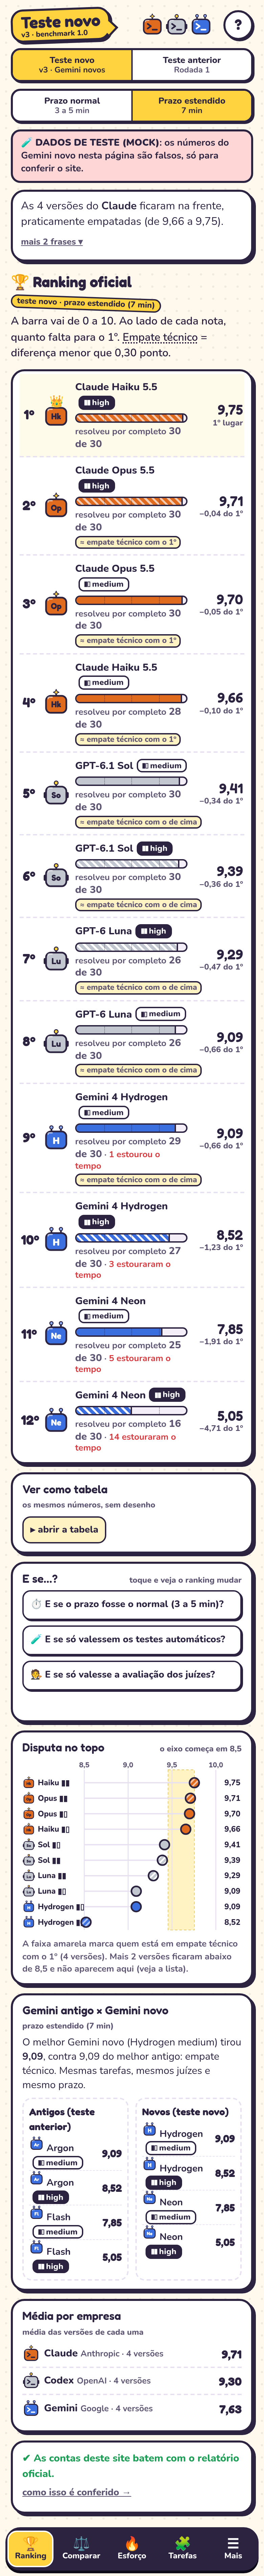 Teste novo
v3 · benchmark 1.0
?
Teste novo
v3 · Gemini novos
Teste anterior
Rodada 1
Prazo normal
3 a 5 min
Prazo estendido
7 min
🧪 DADOS DE TESTE (MOCK): os números do
Gemini novo nesta página são falsos, só para
conferir o site.
As 4 versões do Claude ficaram na frente,
praticamente empatadas (de 9,66 a 9,75).
mais 2 frases ▾
🏆 Ranking oficial
teste novo · prazo estendido (7 min)
A barra vai de 0 a 10. Ao lado de cada nota,
quanto falta pro 1º. Empate técnico =
diferença menor que 0,30 ponto.
1º
Hk
Claude Haiku 5.5
high
resolveu por completo 30
de 30
9,75
1º lugar
2º
Op
Claude Opus 5.5
high
resolveu por completo 30
de 30
≈ empate técnico com o 1º
9,71
−0,04 do 1º
3º
Op
Claude Opus 5.5
medium
resolveu por completo 30
de 30
≈ empate técnico com o 1º
9,70
−0,05 do 1º
4º
Hk
Claude Haiku 5.5
medium
resolveu por completo 28
de 30
≈ empate técnico com o 1º
9,66
−0,10 do 1º
5º
So
GPT-6.1 Sol medium
resolveu por completo 30
de 30
≈ empate técnico com o de cima
9,41
−0,34 do 1º
6º
So
GPT-6.1 Sol high
resolveu por completo 30
de 30
≈ empate técnico com o de cima
9,39
−0,36 do 1º
7º
Lu
GPT-6 Luna high
resolveu por completo 26
de 30
≈ empate técnico com o de cima
9,29
−0,47 do 1º
8º
Lu
GPT-6 Luna medium
resolveu por completo 26
de 30
≈ empate técnico com o de cima
9,09
−0,66 do 1º
9º
H
Gemini 4 Hydrogen
medium
resolveu por completo 29
de 30 · 1 estourou o
tempo
≈ empate técnico com o de cima
9,09
−0,66 do 1º
10º
H
Gemini 4 Hydrogen
high
resolveu por completo 27
de 30 · 3 estouraram o
tempo
8,52
−1,23 do 1º
11º
Ne
Gemini 4 Neon
medium
resolveu por completo 25
de 30 · 5 estouraram o
tempo
7,85
−1,91 do 1º
12º
Ne
Gemini 4 Neon high
resolveu por completo 16
de 30 · 14 estouraram o
tempo
5,05
−4,71 do 1º
Ver como tabela
os mesmos números, sem desenho
▸ abrir a tabela
E se...?
toque e veja o ranking mudar
⏱️ E se o prazo fosse o normal (3 a 5 min)?
🧪 E se só valessem os testes automáticos?
🧑‍⚖️ E se só valesse a avaliação dos juízes?
Disputa no topo
o eixo começa em 8,5
8,5 9,0 9,5 10,0
Haiku 9,75
Opus 9,71
Opus 9,70
Haiku 9,66
Sol 9,41
Sol 9,39
Luna 9,29
Luna 9,09
Hydrogen 9,09
Hydrogen 8,52
A faixa amarela marca quem está em empate técnico
com o 1º (4 versões). Mais 2 versões ficaram abaixo
de 8,5 e não aparecem aqui (veja a lista).
Gemini antigo × Gemini novo
prazo estendido (7 min)
O melhor Gemini novo (Hydrogen medium) tirou
9,09, contra 9,09 do melhor antigo: empate
técnico. Mesmas tarefas, mesmos juízes e
mesmo prazo.
Antigos (teste
anterior)
Ar Argon
medium
9,09
Ar Argon
high
8,52
Fl Flash
medium
7,85
Fl Flash
high
5,05
Novos (teste novo)
H Hydrogen
medium
9,09
H Hydrogen
high
8,52
Ne Neon
medium
7,85
Ne Neon
high
5,05
Média por empresa
média das versões de cada uma
Claude Anthropic · 4 versões 9,71
Codex OpenAI · 4 versões 9,30
Gemini Google · 4 versões 7,63
✔ As contas deste site batem com o relatório
oficial.
como isso é conferido →
Ranking
Comparar
Esforço
Tarefas
Mais